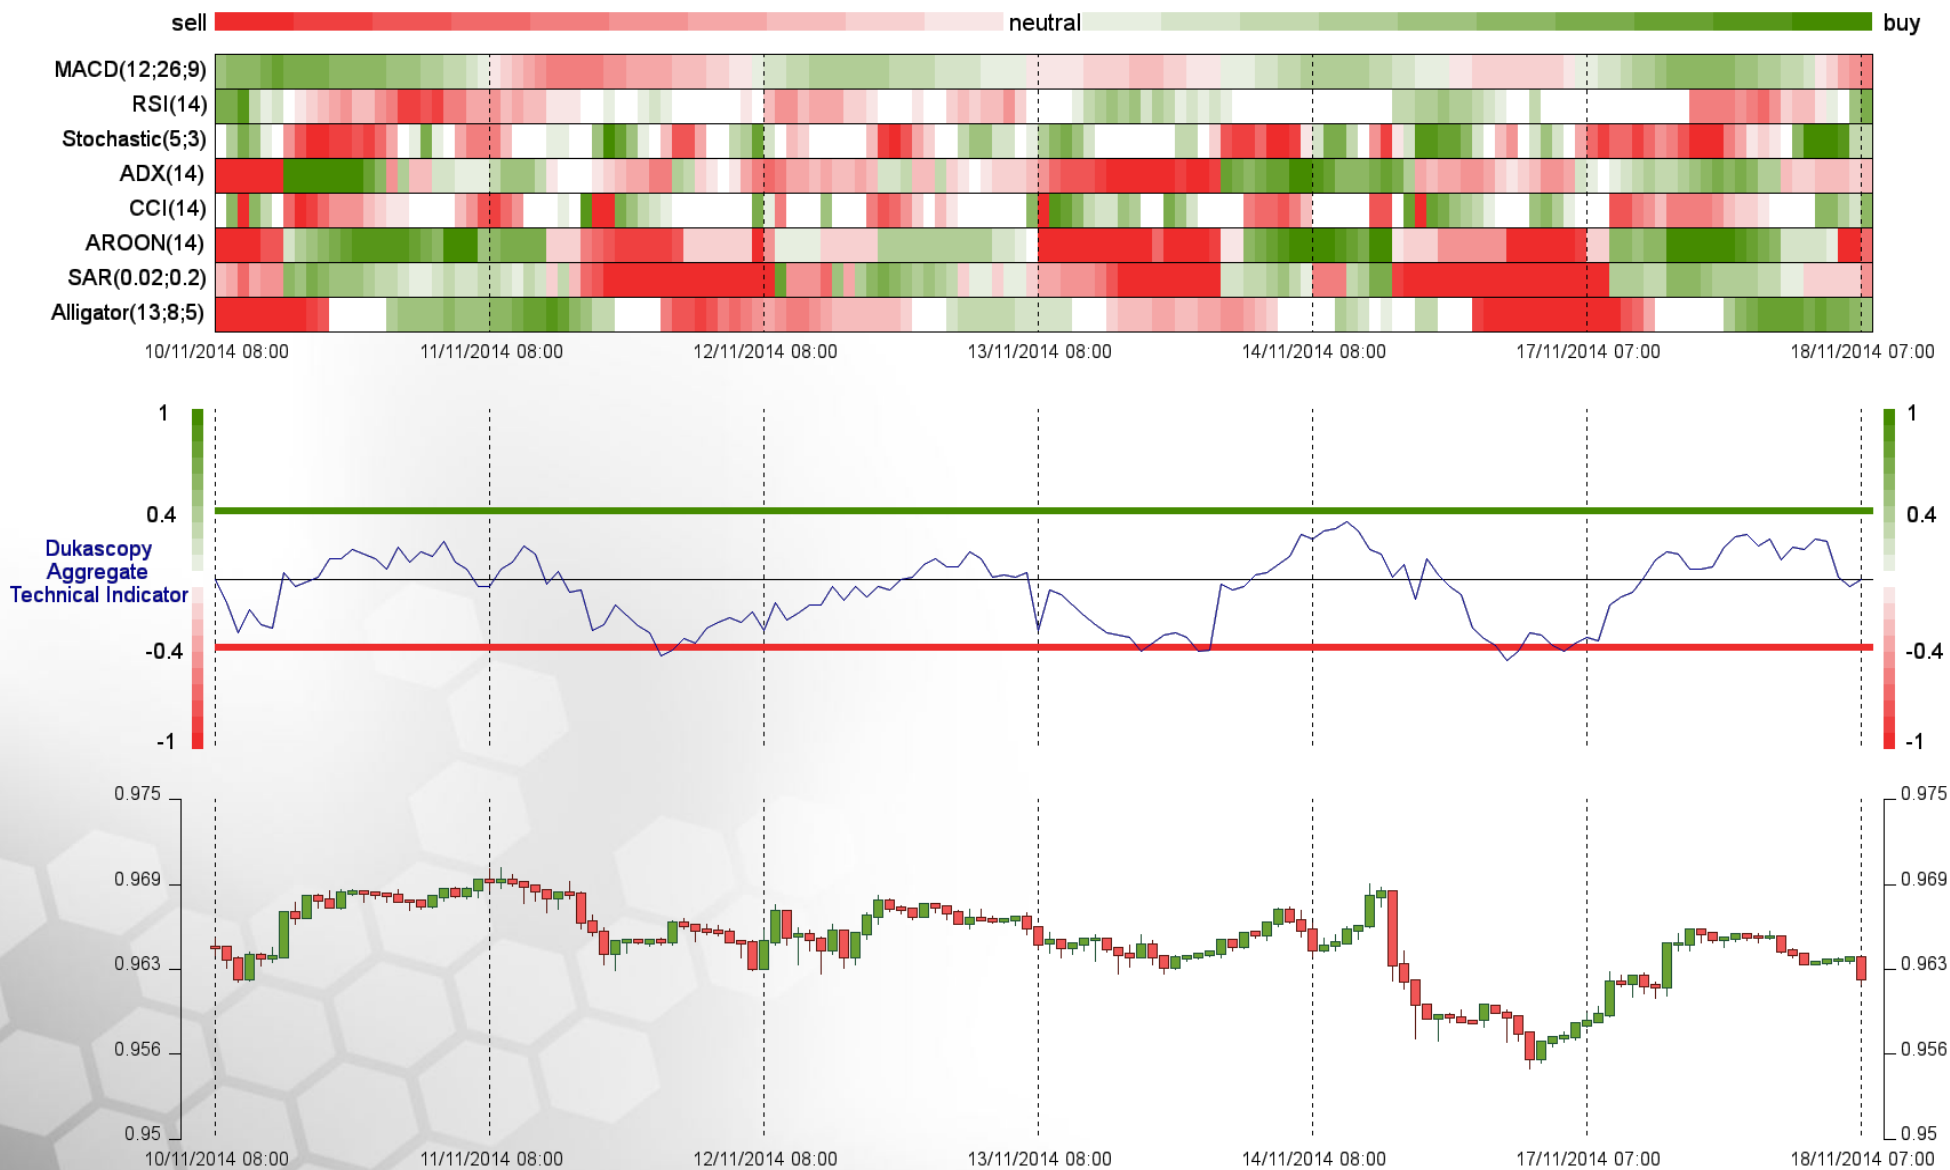 sell neutral buy
MACD(12;26;9)
RSI(14)
Stochastic(5;3)
ADX(14)
CCI(14)
AROON(14)
SAR(0.02;0.2)
Alligator(13;8;5)
10/11/2014 08:00 11/11/2014 08:00 12/11/2014 08:00 13/11/2014 08:00 14/11/2014 08:00 17/11/2014 07:00 18/11/2014 07:00
1 1
0.4 0.4
Dukascopy
Aggregate
Technical Indicator
-0.4 -0.4
-1 -1
0.975 0.975
0.969 0.969
0.963 0.963
0.956 0.956
0.95 0.95
10/11/2014 08:00 11/11/2014 08:00 12/11/2014 08:00 13/11/2014 08:00 14/11/2014 08:00 17/11/2014 07:00 18/11/2014 07:00